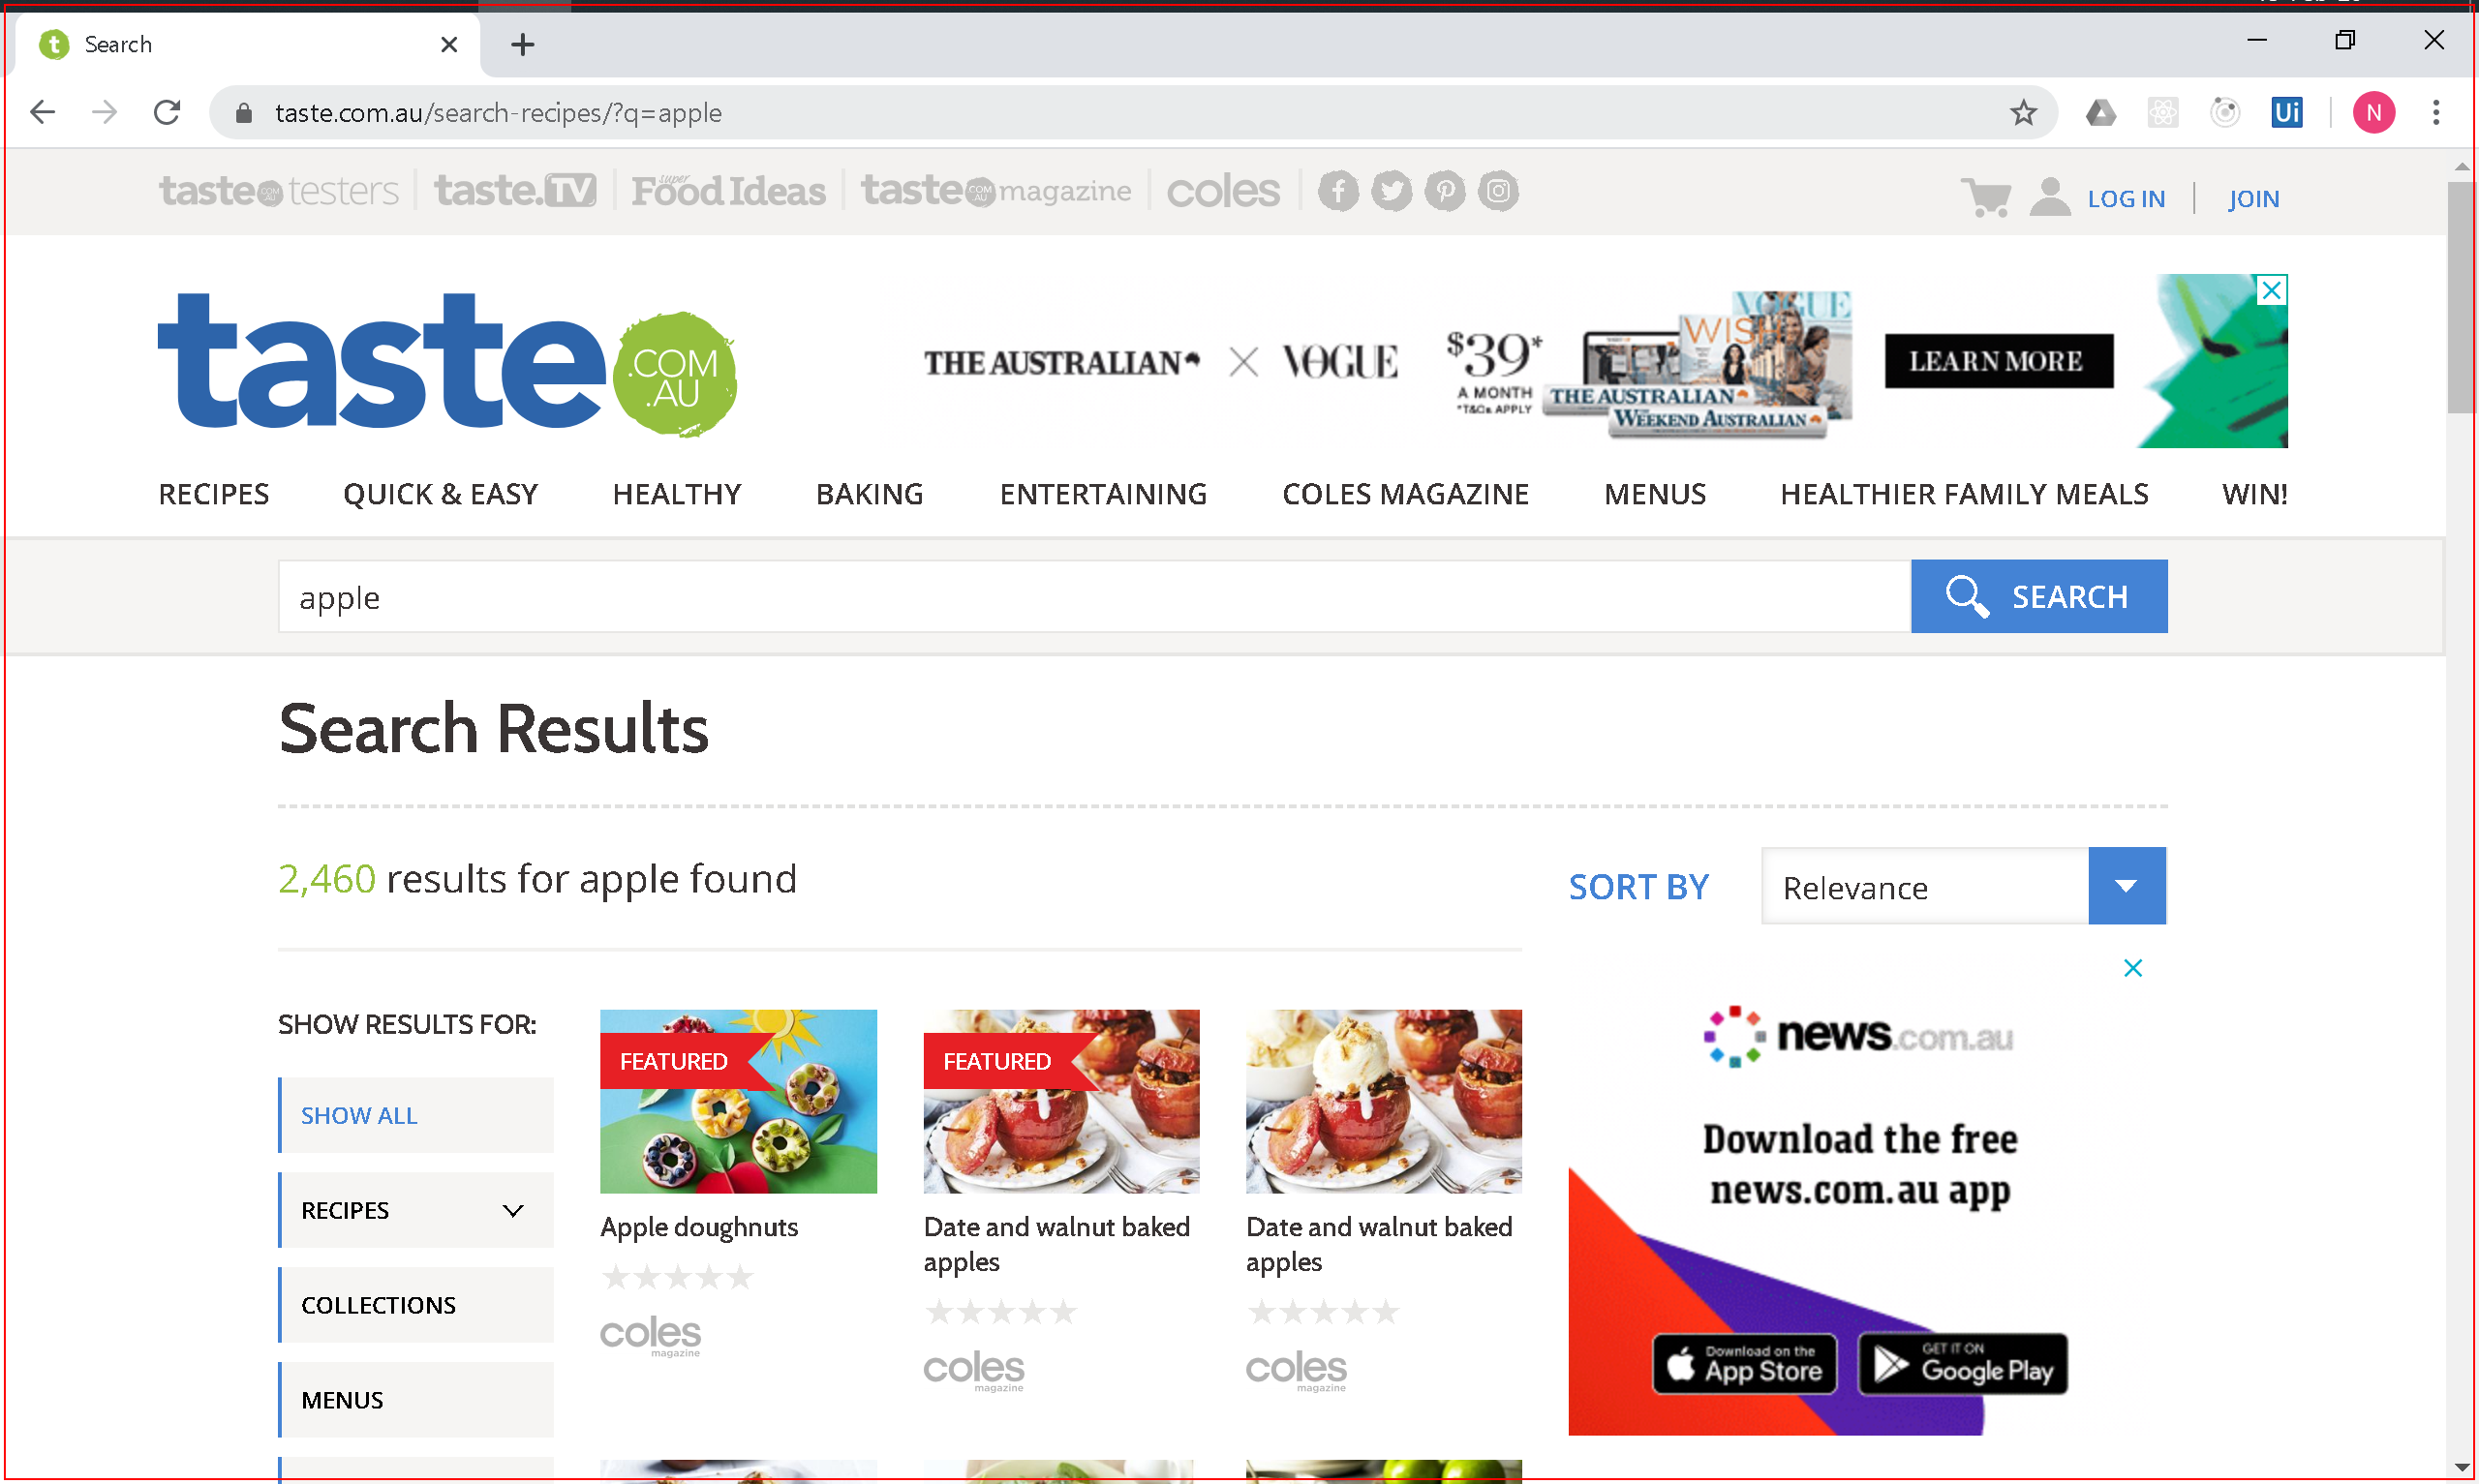 Search
taste.com.au/search-recipes/?q=apple
Ui
N
taste.COM.AU testers
taste.TV
super Food Ideas
taste.COM.AU magazine
coles
LOG IN
JOIN
taste.COM.AU
THE AUSTRALIAN
VOGUE
$39*
A MONTH
*T&Cs APPLY
VOGUE
WISH
THE AUSTRALIAN
WEEKEND AUSTRALIAN
LEARN MORE
RECIPES QUICK & EASY HEALTHY BAKING ENTERTAINING COLES MAGAZINE MENUS HEALTHIER FAMILY MEALS WIN!
apple
SEARCH
Search Results
2,460 results for apple found
SORT BY
Relevance
SHOW RESULTS FOR:
SHOW ALL
RECIPES
COLLECTIONS
MENUS
FEATURED
Apple doughnuts
coles
magazine
FEATURED
Date and walnut baked
apples
coles
magazine
Date and walnut baked
apples
coles
magazine
news.com.au
Download the free
news.com.au app
Download on the
App Store
GET IT ON
Google Play